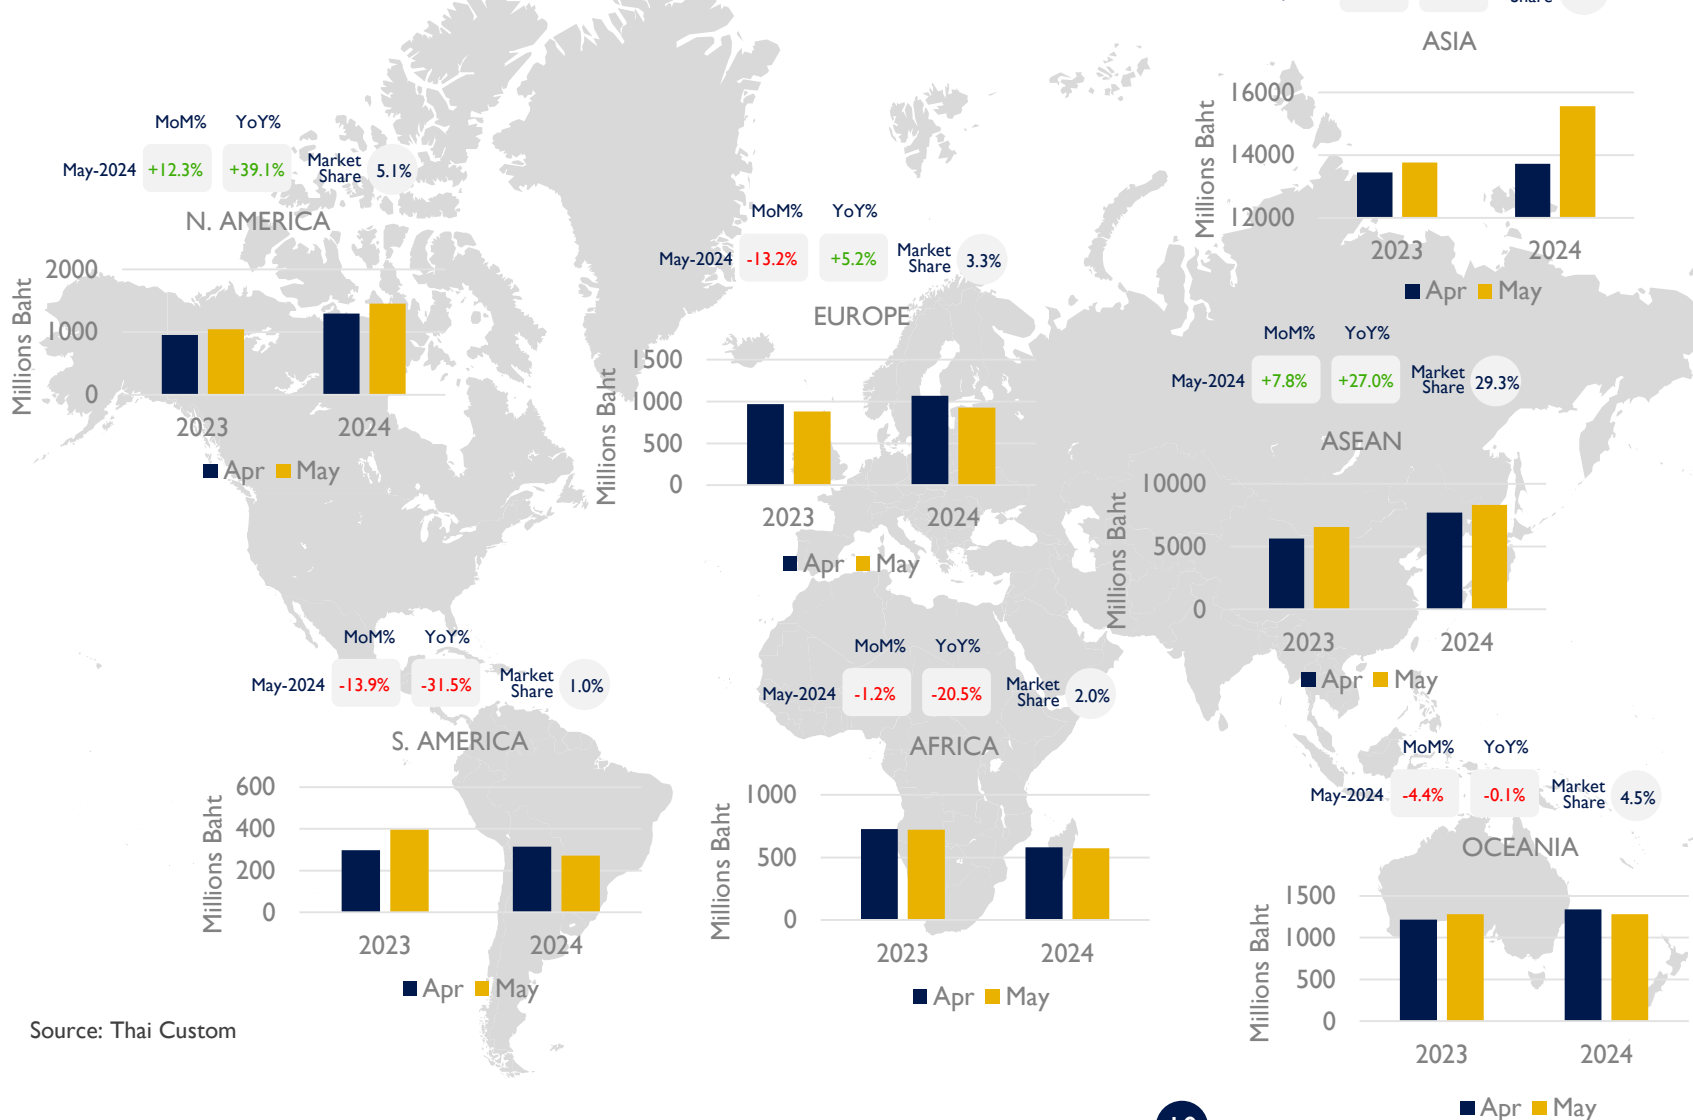 Share
ASIA
16000
14000
12000
Millions Baht
2023 2024
Apr May
MoM% YoY%
May-2024 +12.3% +39.1% Market Share 5.1%
N. AMERICA
2000
1000
0
Millions Baht
2023 2024
Apr May
MoM% YoY%
May-2024 -13.2% +5.2% Market Share 3.3%
EUROPE
1500
1000
500
0
Millions Baht
2023 2024
Apr May
MoM% YoY%
May-2024 +7.8% +27.0% Market Share 29.3%
ASEAN
10000
5000
0
Millions Baht
2023 2024
Apr May
MoM% YoY%
May-2024 -13.9% -31.5% Market Share 1.0%
S. AMERICA
600
400
200
0
Millions Baht
2023 2024
Apr May
MoM% YoY%
May-2024 -1.2% -20.5% Market Share 2.0%
AFRICA
1000
500
0
Millions Baht
2023 2024
Apr May
MoM% YoY%
May-2024 -4.4% -0.1% Market Share 4.5%
OCEANIA
1500
1000
500
0
Millions Baht
2023 2024
Apr May
Source: Thai Custom